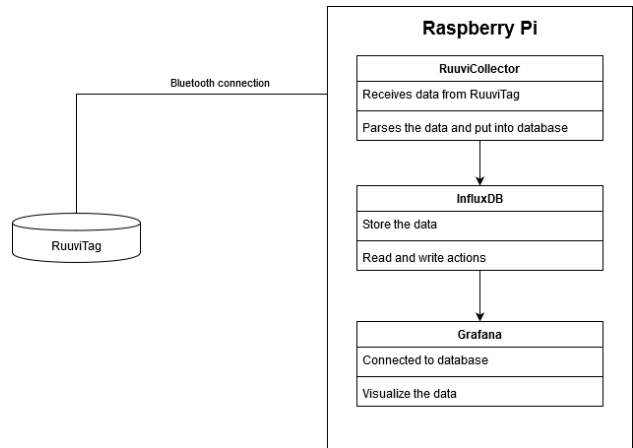 Raspberry Pi
Bluetooth connection
RuuviCollector
Receives data from RuuviTag
Parses the data and put into database
InfluxDB
Store the data
Read and write actions
RuuviTag
Grafana
Connected to database
Visualize the data